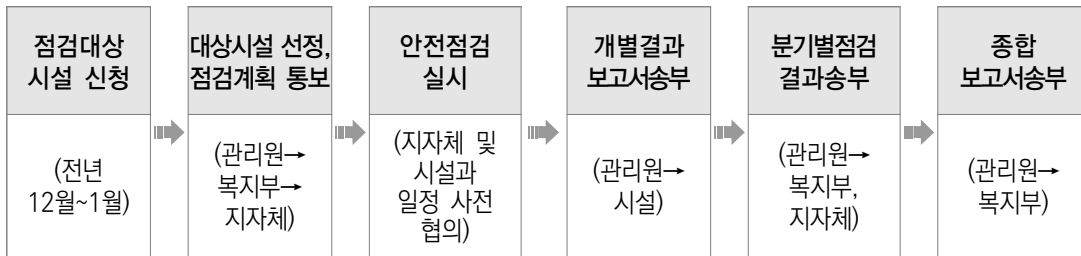 점검대상
시설 신청
(전년
12월~1월)
대상시설 선정,
점검계획 통보
(관리원→
복지부→
지자체)
안전점검
실시
(지자체 및
시설과
일정 사전
협의)
개별결과
보고서송부
(관리원→
시설)
분기별점검
결과송부
(관리원→
복지부,
지자체)
종합
보고서송부
(관리원→
복지부)